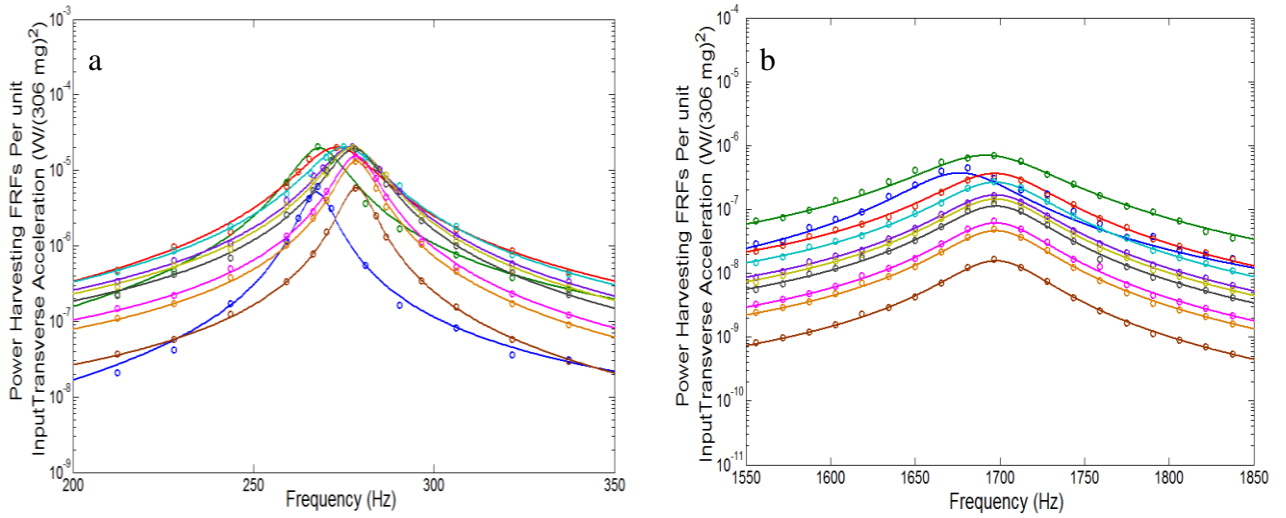 a
Power Harvesting FRFs Per unit
InputTransverse Acceleration (W/(306 mg)²)
10⁻³
10⁻⁴
10⁻⁵
10⁻⁶
10⁻⁷
10⁻⁸
10⁻⁹
200 250 300 350
Frequency (Hz)
b
Power Harvesting FRFs Per unit
InputTransverse Acceleration (W/(306 mg)²)
10⁻⁴
10⁻⁵
10⁻⁶
10⁻⁷
10⁻⁸
10⁻⁹
10⁻¹⁰
10⁻¹¹
1550 1600 1650 1700 1750 1800 1850
Frequency (Hz)